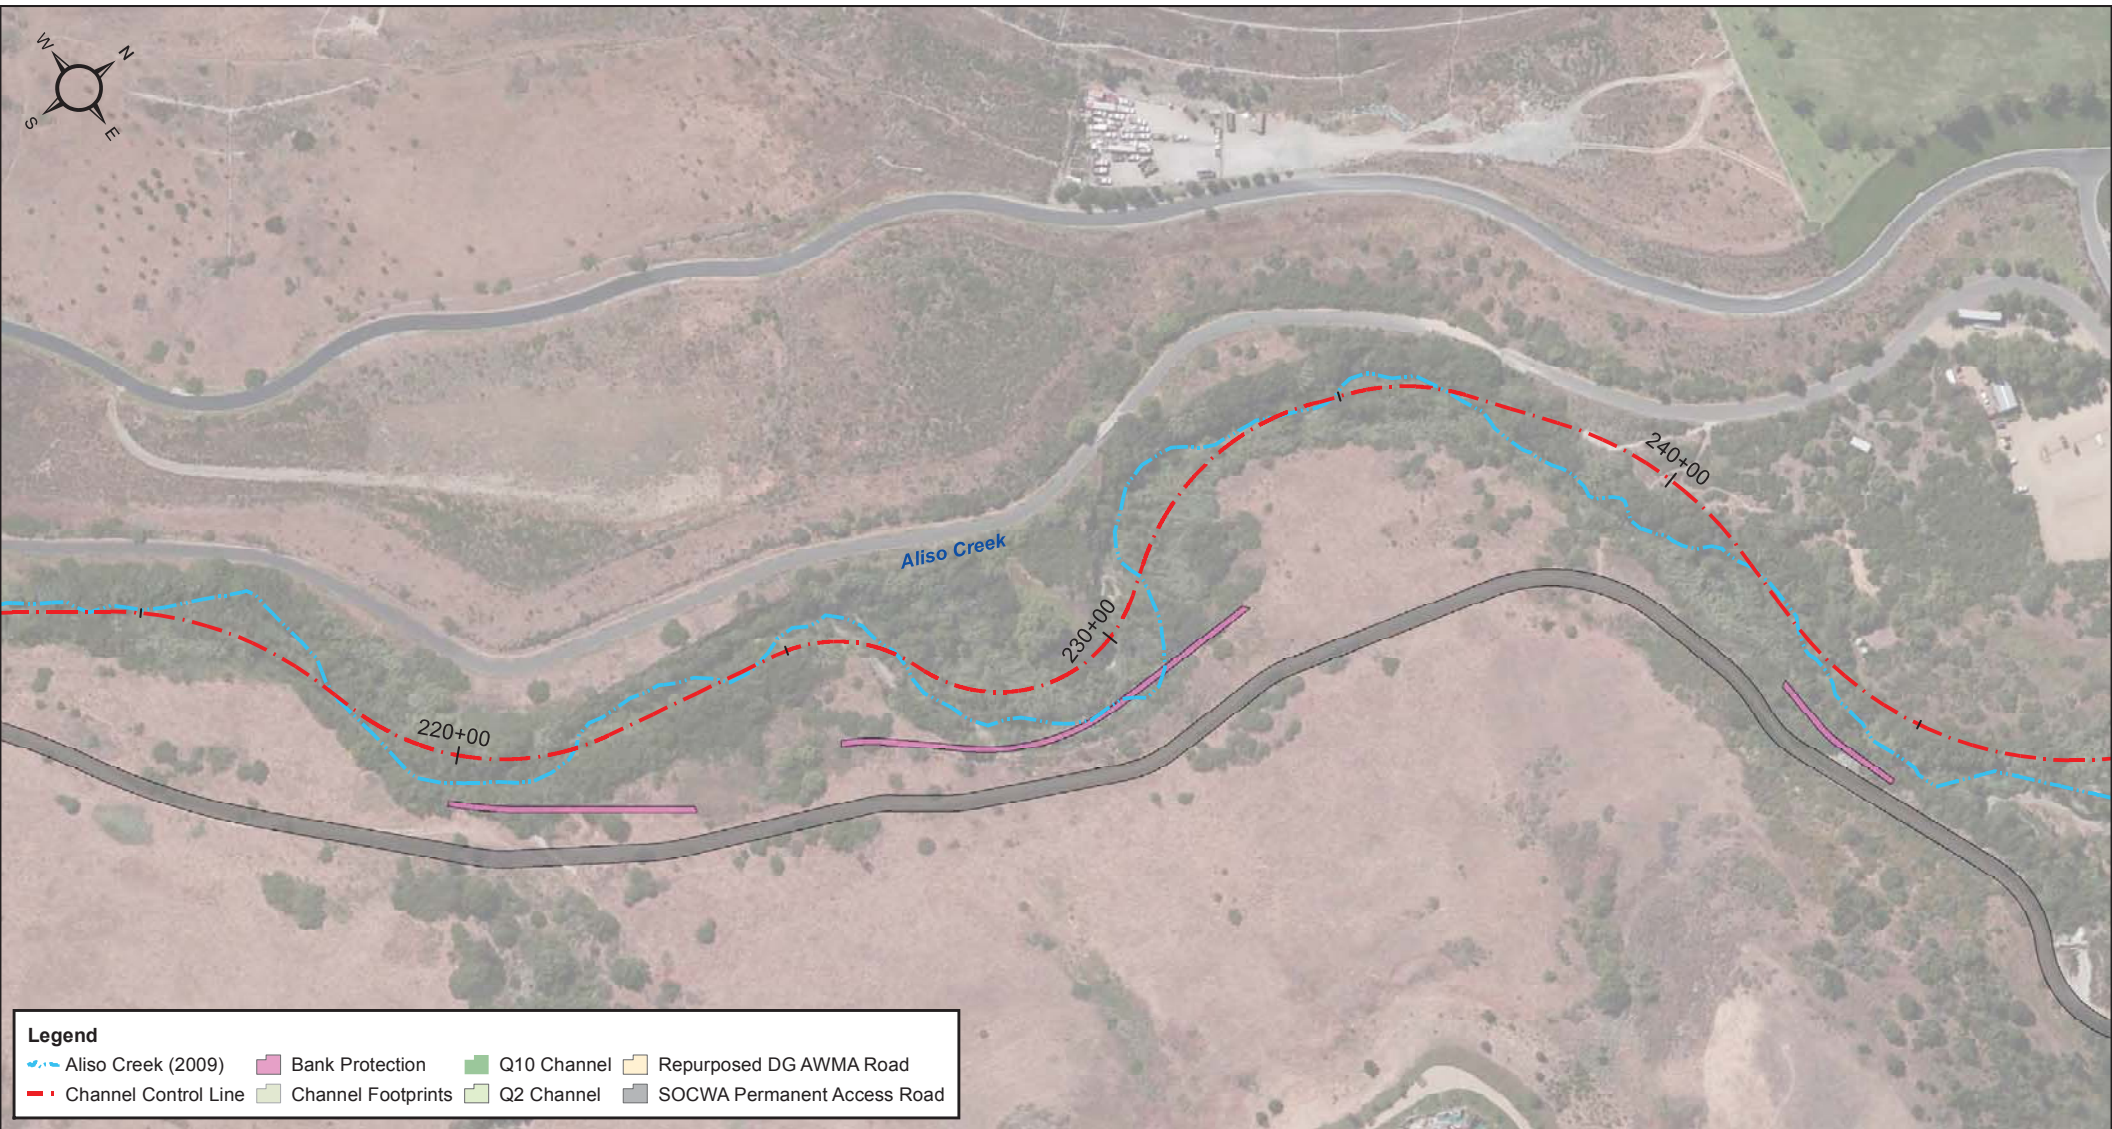 W
N
S
E
240+00
Aliso Creek
230+00
220+00
Legend
Aliso Creek (2009)
Bank Protection
Q10 Channel
Repurposed DG AWMA Road
Channel Control Line
Channel Footprints
Q2 Channel
SOCWA Permanent Access Road